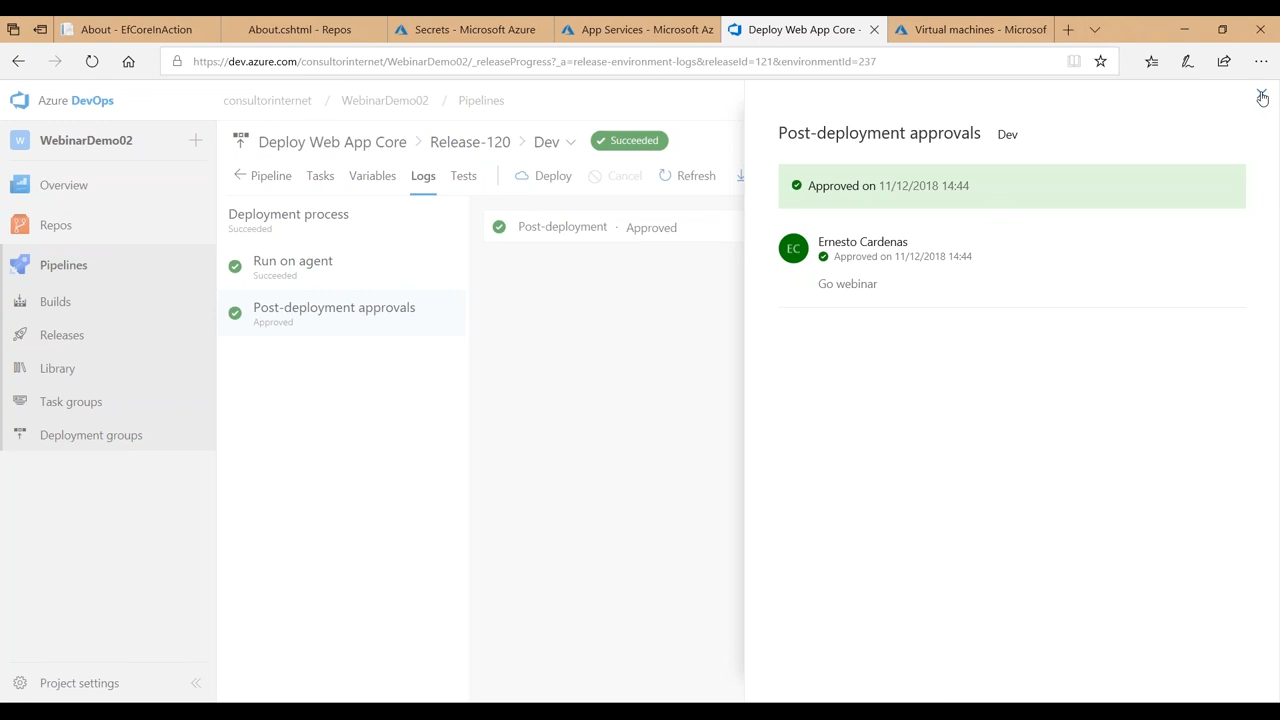 About - EfCoreInAction
About.cshtml - Repos
Secrets - Microsoft Azure
App Services - Microsoft Az
Deploy Web App Core -
Virtual machines - Microsof
https://dev.azure.com/consultorinternet/WebinarDemo02/_releaseProgress?_a=release-environment-logs&releaseId=121&environmentId=237
Azure DevOps
consultorinternet / WebinarDemo02 / Pipelines
W WebinarDemo02
Overview
Repos
Pipelines
Builds
Releases
Library
Task groups
Deployment groups
Project settings
Deploy Web App Core > Release-120 > Dev Succeeded
Pipeline Tasks Variables Logs Tests Deploy Cancel Refresh
Deployment process
Succeeded
Run on agent
Succeeded
Post-deployment approvals
Approved
Post-deployment · Approved
Post-deployment approvals Dev
Approved on 11/12/2018 14:44
EC Ernesto Cardenas
Approved on 11/12/2018 14:44
Go webinar